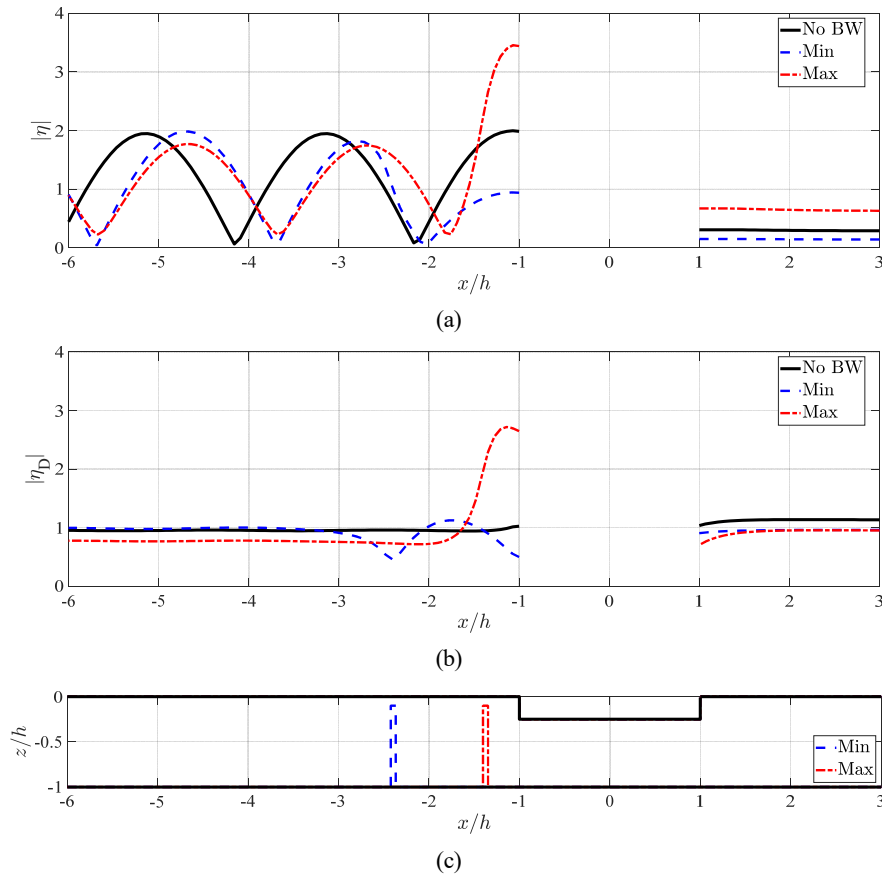 4
3
2
1
0
|η|
No BW
Min
Max
-6 -5 -4 -3 -2 -1 0 1 2 3
x/h
(a)
4
3
2
1
0
|η_D|
No BW
Min
Max
-6 -5 -4 -3 -2 -1 0 1 2 3
x/h
(b)
0
-0.5
-1
z/h
Min
Max
-6 -5 -4 -3 -2 -1 0 1 2 3
x/h
(c)